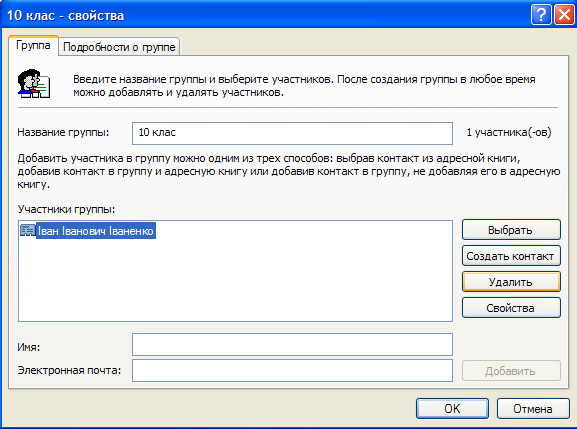 10 клас - свойства
Группа
Подробности о группе
Введите название группы и выберите участников. После создания группы в любое время
можно добавлять и удалять участников.
Название группы:
10 клас
1 участника(-ов)
Добавить участника в группу можно одним из трех способов: выбрав контакт из адресной книги,
добавив контакт в группу и адресную книгу или добавив контакт в группу, не добавляя его в адресную
книгу.
Участники группы:
Іван Іванович Іваненко
Выбрать
Создать контакт
Удалить
Свойства
Имя:
Электронная почта:
Добавить
OK
Отмена